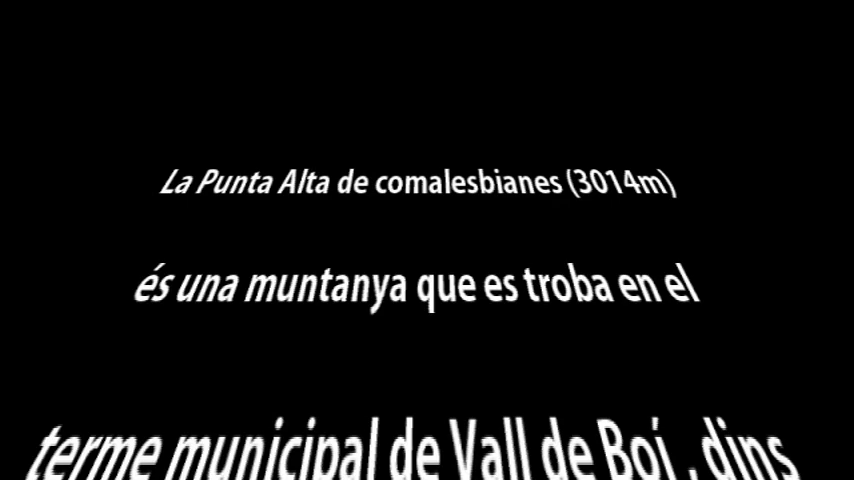 La Punta Alta de comalesbianes (3014m)
és una muntanya que es troba en el
terme municipal de Vall de Boí , dins